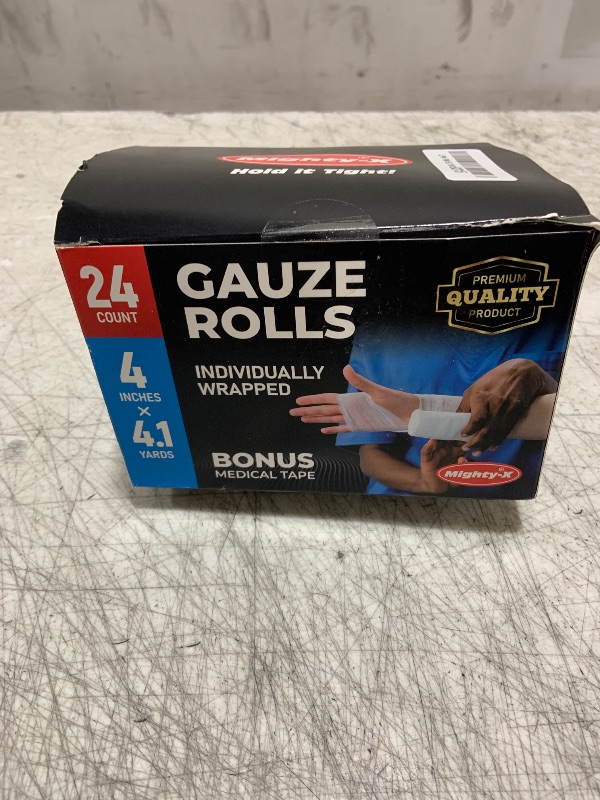 Mighty-X
Hold it Tight!
24
COUNT
4
INCHES
×
4.1
YARDS
GAUZE
ROLLS
INDIVIDUALLY
WRAPPED
BONUS
MEDICAL TAPE
PREMIUM
QUALITY
PRODUCT
Mighty-X